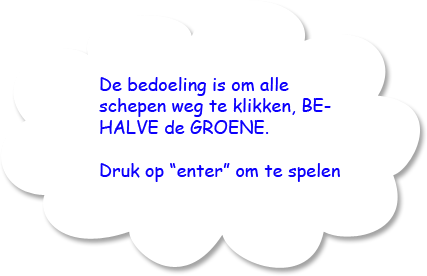 De bedoeling is om alle
schepen weg te klikken, BE-
HALVE de GROENE.
Druk op “enter” om te spelen